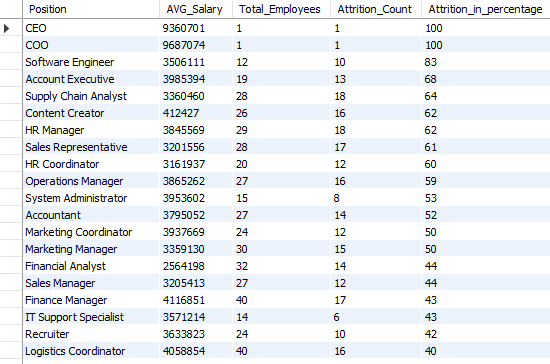 Position AVG_Salary Total_Employees Attrition_Count Attrition_in_percentage
CEO 9360701 1 1 100
COO 9687074 1 1 100
Software Engineer 3506111 12 10 83
Account Executive 3985394 19 13 68
Supply Chain Analyst 3360460 28 18 64
Content Creator 412427 26 16 62
HR Manager 3845569 29 18 62
Sales Representative 3201556 28 17 61
HR Coordinator 3161937 20 12 60
Operations Manager 3865262 27 16 59
System Administrator 3953602 15 8 53
Accountant 3795052 27 14 52
Marketing Coordinator 3937669 24 12 50
Marketing Manager 3359130 30 15 50
Financial Analyst 2564198 32 14 44
Sales Manager 3205413 27 12 44
Finance Manager 4116851 40 17 43
IT Support Specialist 3571214 14 6 43
Recruiter 3633823 24 10 42
Logistics Coordinator 4058854 40 16 40